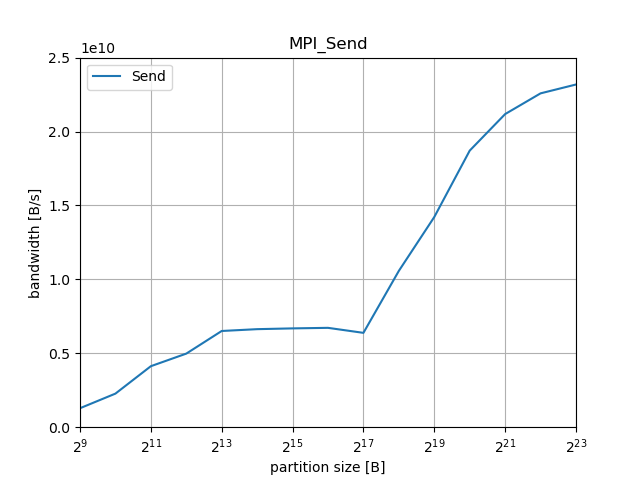 MPI_Send
1e10
Send
2.5
2.0
1.5
1.0
0.5
0.0
bandwidth [B/s]
2^9 2^11 2^13 2^15 2^17 2^19 2^21 2^23
partition size [B]